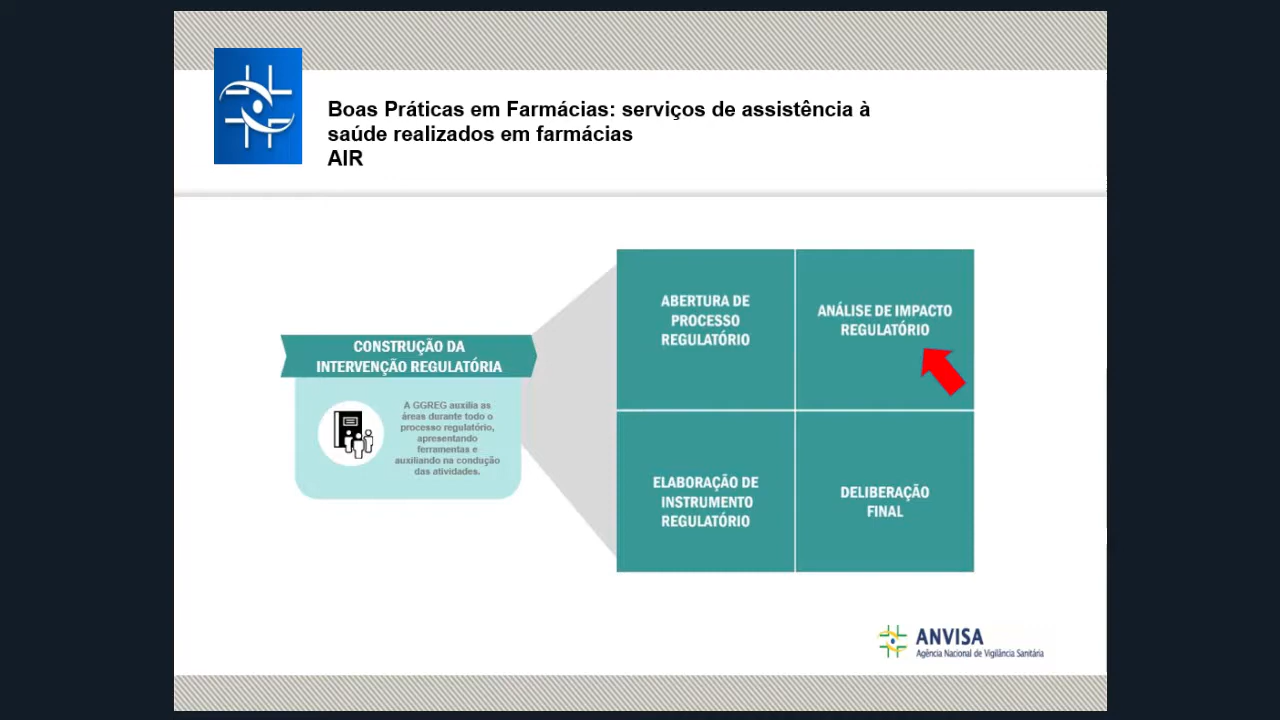 Boas Práticas em Farmácias: serviços de assistência à
saúde realizados em farmácias
AIR
CONSTRUÇÃO DA
INTERVENÇÃO REGULATÓRIA
A GGREG auxilia as
áreas durante todo o
processo regulatório,
apresentando
ferramentas e
auxiliando na condução
das atividades.
ABERTURA DE
PROCESSO
REGULATÓRIO
ANÁLISE DE IMPACTO
REGULATÓRIO
ELABORAÇÃO DE
INSTRUMENTO
REGULATÓRIO
DELIBERAÇÃO
FINAL
ANVISA
Agência Nacional de Vigilância Sanitária